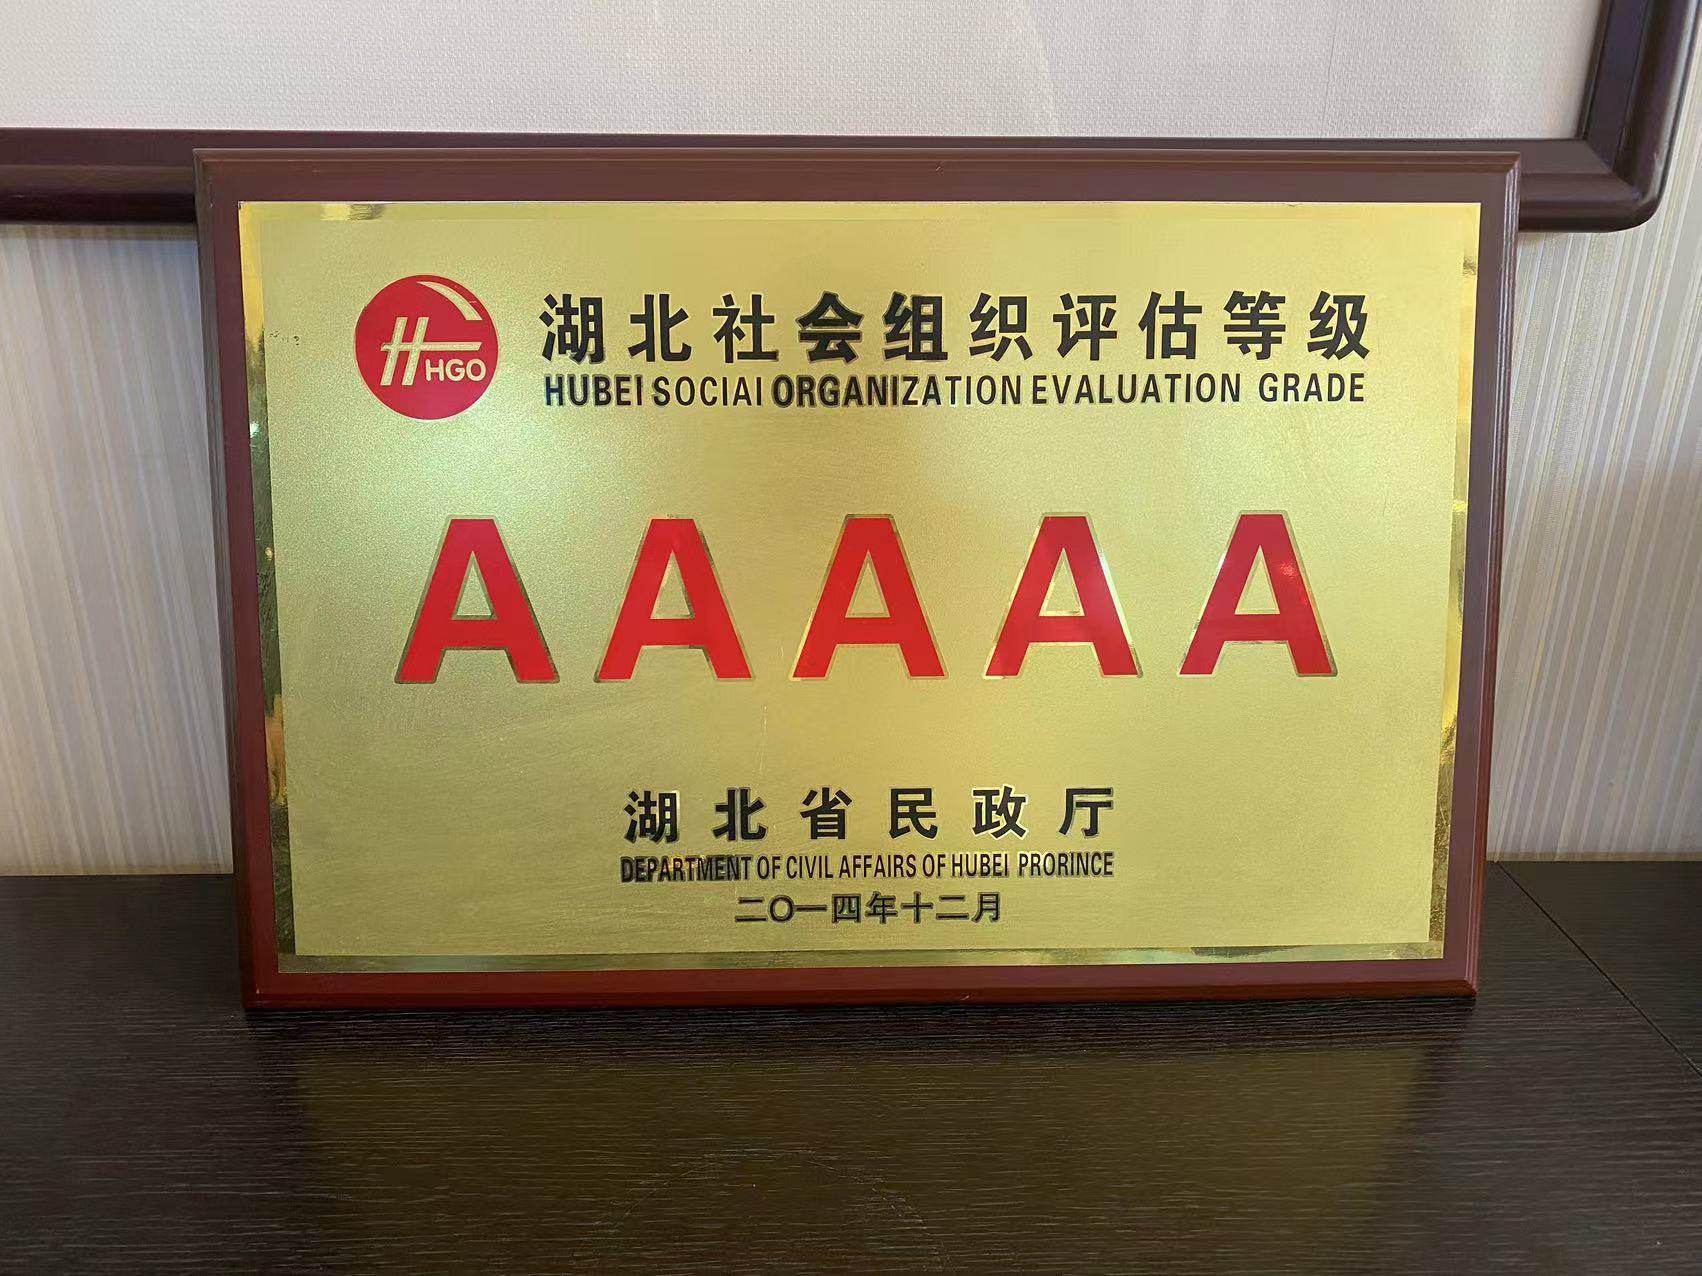 HHGO
湖北社会组织评估等级
HUBEI SOCIAI ORGANIZATION EVALUATION GRADE
AAAAA
湖北省民政厅
DEPARTMENT OF CIVIL AFFAIRS OF HUBEI PRORINCE
二〇一四年十二月